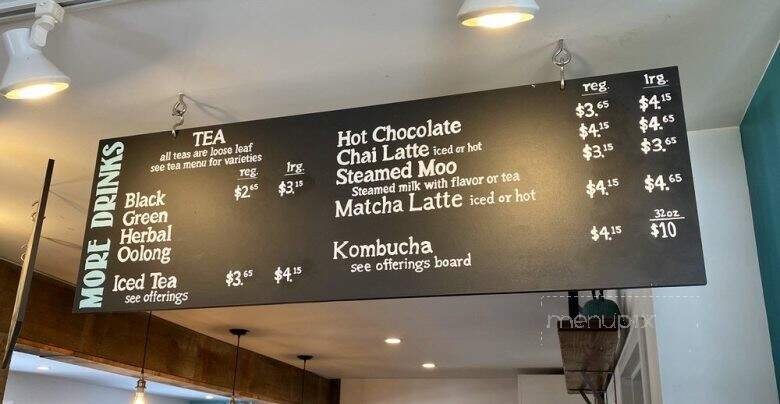 MORE DRINKS
TEA
all teas are loose leaf
see tea menu for varieties
reg. lrg.
Black $2.65 $3.15
Green
Herbal
Oolong
Iced Tea $3.65 $4.15
see offerings
reg. lrg.
Hot Chocolate $3.65 $4.15
Chai Latte iced or hot $4.15 $4.65
Steamed Moo $3.15 $3.65
Steamed milk with flavor or tea
Matcha Latte iced or hot $4.15 $4.65
32oz
Kombucha $4.15 $10
see offerings board
menupix